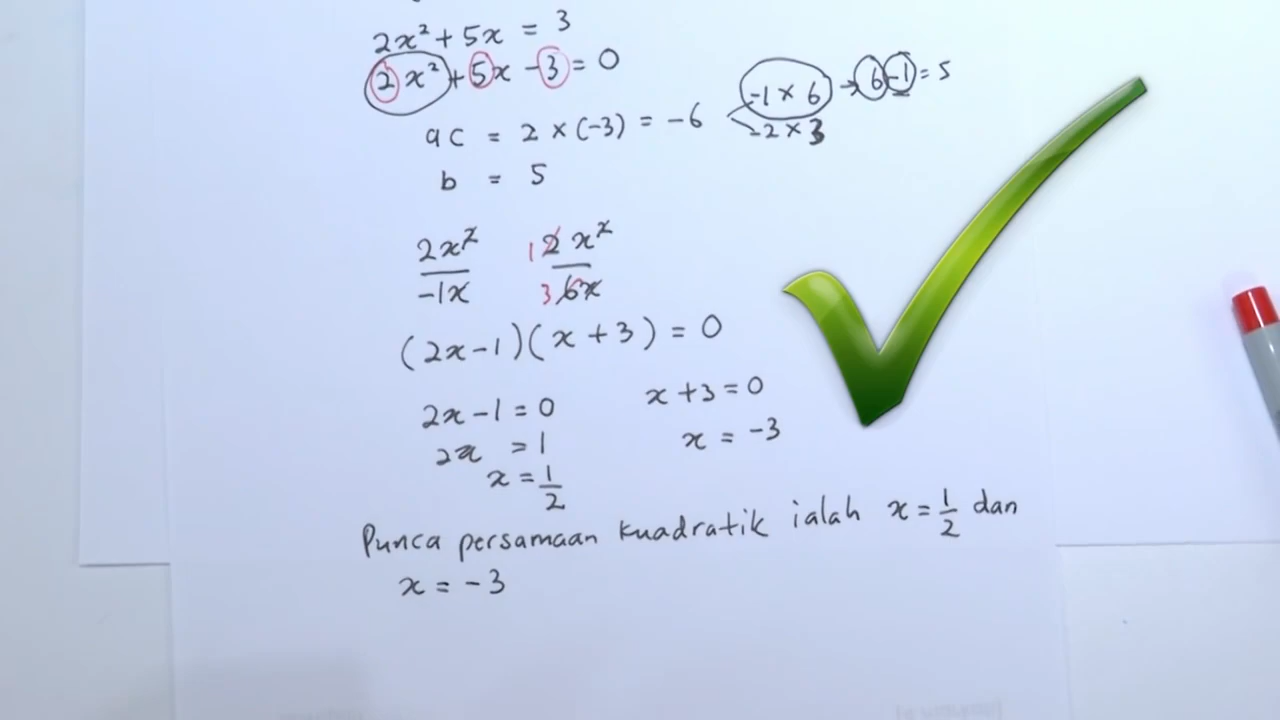 2x² + 5x = 3
2x² + 5x - 3 = 0
-1 × 6 → 6 -1 = 5
ac = 2 × (-3) = -6
-2 × 3
b = 5
2x²/-1x 1 2x²/3 6x
(2x-1)(x+3) = 0
2x - 1 = 0 x + 3 = 0
2x = 1 x = -3
x = 1/2
Punca persamaan kuadratik ialah x = 1/2 dan
x = -3